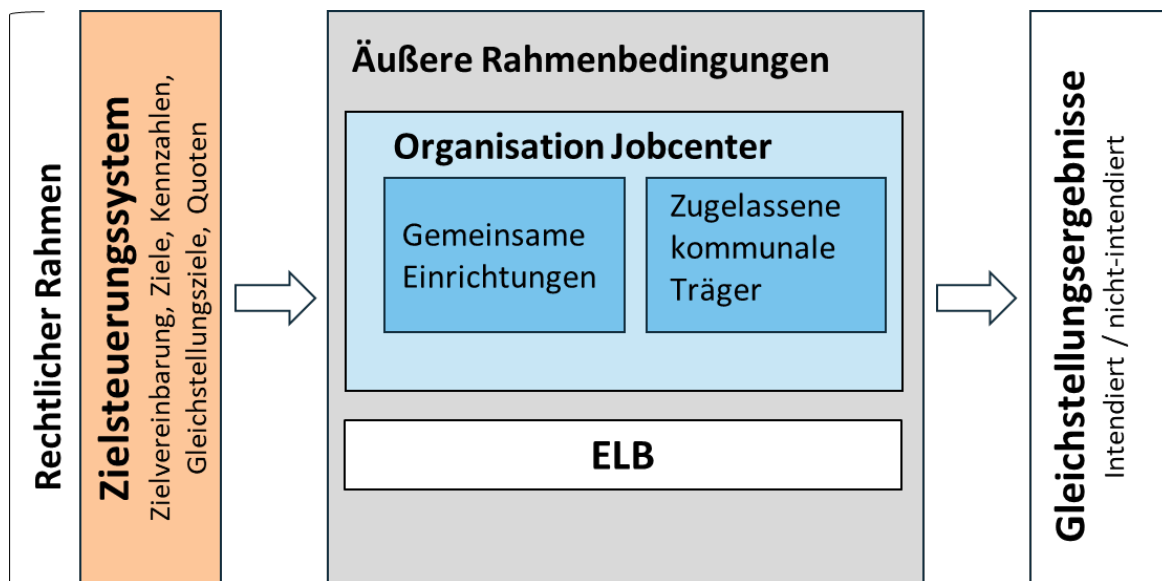 Rechtlicher Rahmen
Zielsteuerungssystem
Zielvereinbarung, Ziele, Kennzahlen,
Gleichstellungsziele, Quoten
Äußere Rahmenbedingungen
Organisation Jobcenter
Gemeinsame
Einrichtungen
Zugelassene
kommunale
Träger
ELB
Gleichstellungsergebnisse
Intendiert / nicht-intendiert